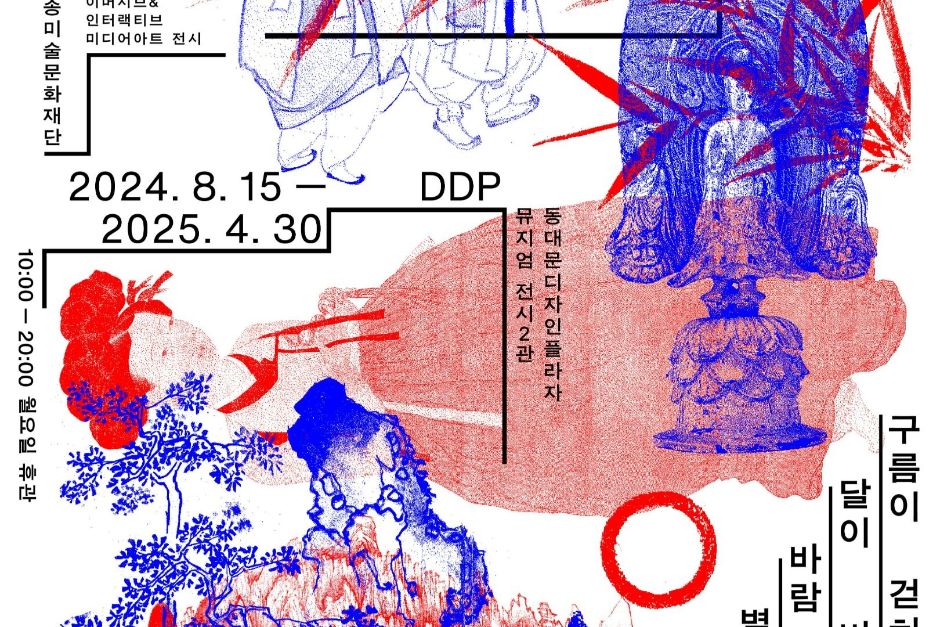 이머시브&
인터랙티브
미디어아트 전시
송미술문화재단
2024. 8. 15 —
2025. 4. 30
DDP
동대문디자인플라자
뮤지엄 전시2관
10:00 — 20:00 월요일 휴관
구름이 걷
달이
바람
별